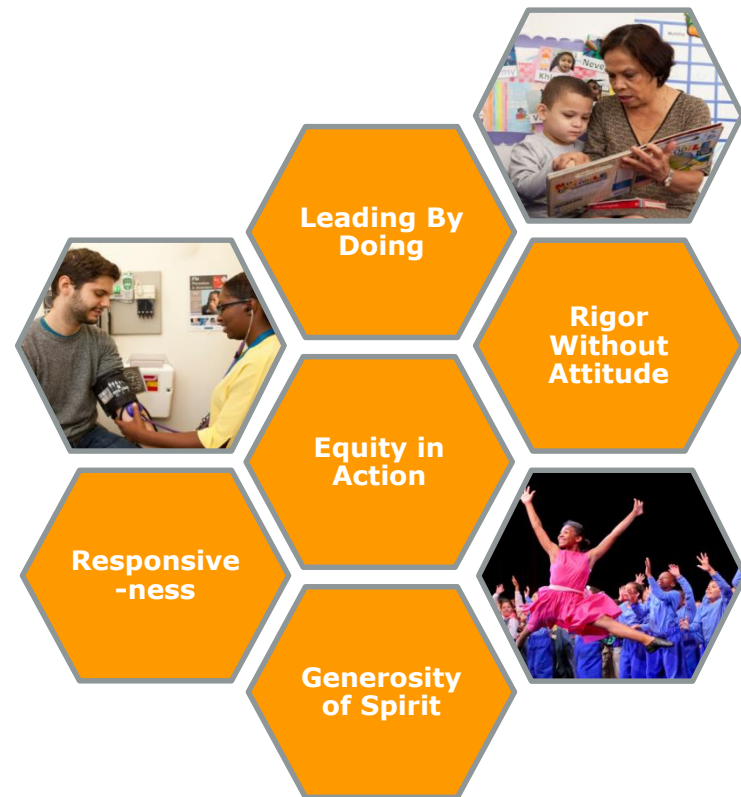 Leading By
Doing
Rigor
Without
Attitude
Equity in
Action
Responsive
-ness
Generosity
of Spirit